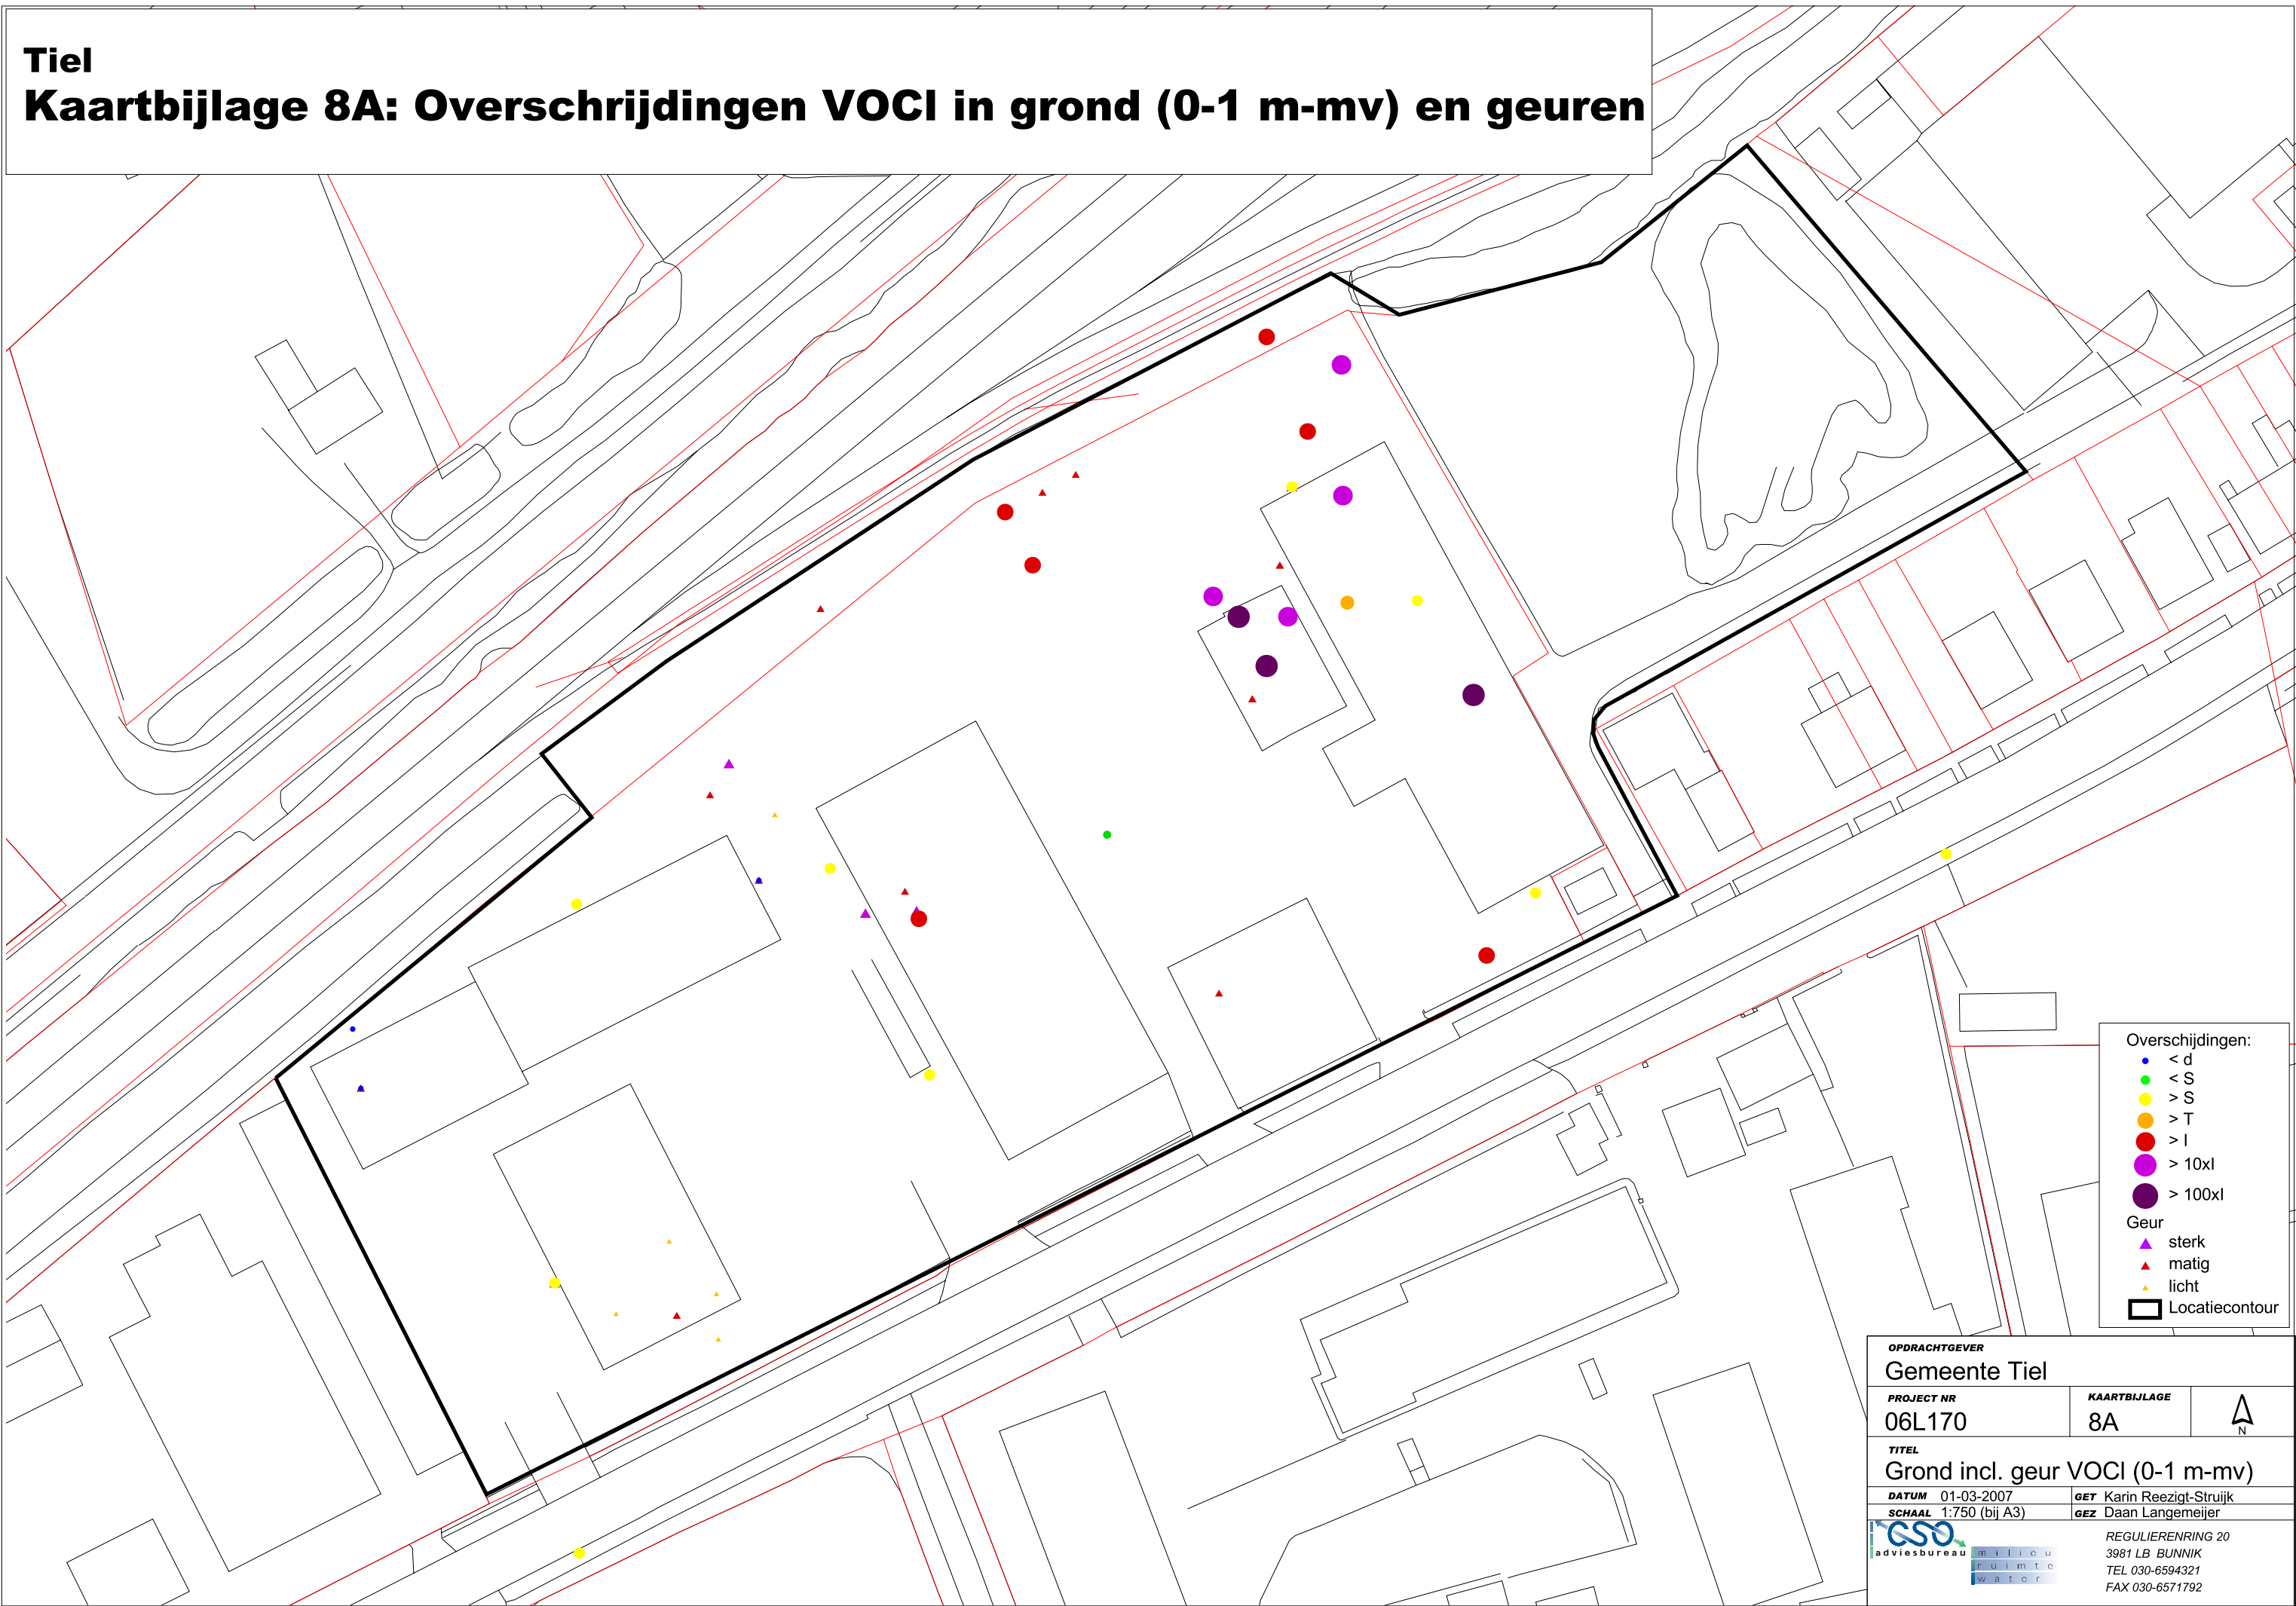 Tiel
Kaartbijlage 8A: Overschrijdingen VOCl in grond (0-1 m-mv) en geuren
Overschijdingen:
< d
< S
> S
> T
> I
> 10xI
> 100xI
Geur
sterk
matig
licht
Locatiecontour
OPDRACHTGEVER
Gemeente Tiel
PROJECT NR
KAARTBIJLAGE
06L170
8A
N
TITEL
Grond incl. geur VOCl (0-1 m-mv)
DATUM 01-03-2007
GET Karin Reezigt-Struijk
SCHAAL 1:750 (bij A3)
GEZ Daan Langemeijer
CSO
adviesbureau
milieu
ruimte
water
REGULIERENRING 20
3981 LB BUNNIK
TEL 030-6594321
FAX 030-6571792